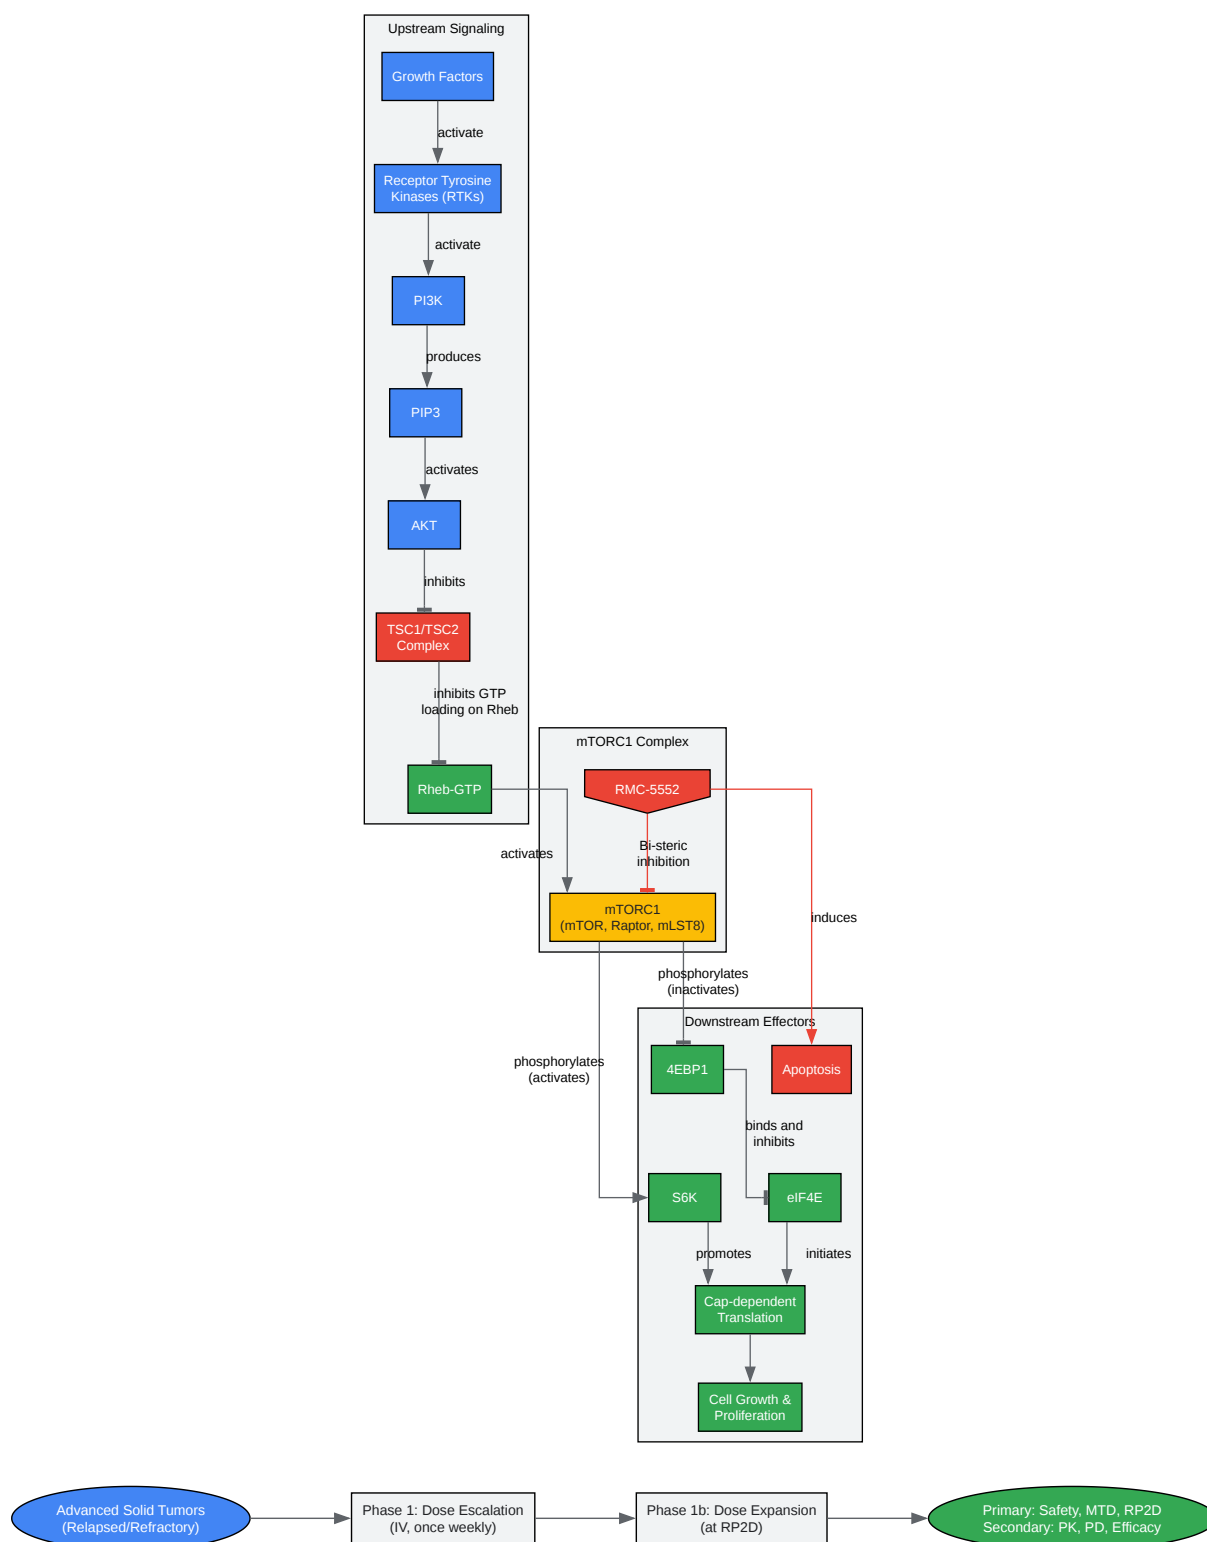 Upstream Signaling
Growth Factors
activate
Receptor Tyrosine
Kinases (RTKs)
activate
PI3K
produces
PIP3
activates
AKT
inhibits
TSC1/TSC2
Complex
inhibits GTP
loading on Rheb
Rheb-GTP
activates
mTORC1 Complex
RMC-5552
Bi-steric
inhibition
mTORC1
(mTOR, Raptor, mLST8)
induces
phosphorylates
(inactivates)
phosphorylates
(activates)
Downstream Effectors
4EBP1
Apoptosis
binds and
inhibits
S6K
eIF4E
promotes
initiates
Cap-dependent
Translation
Cell Growth &
Proliferation
Advanced Solid Tumors
(Relapsed/Refractory)
Phase 1: Dose Escalation
(IV, once weekly)
Phase 1b: Dose Expansion
(at RP2D)
Primary: Safety, MTD, RP2D
Secondary: PK, PD, Efficacy